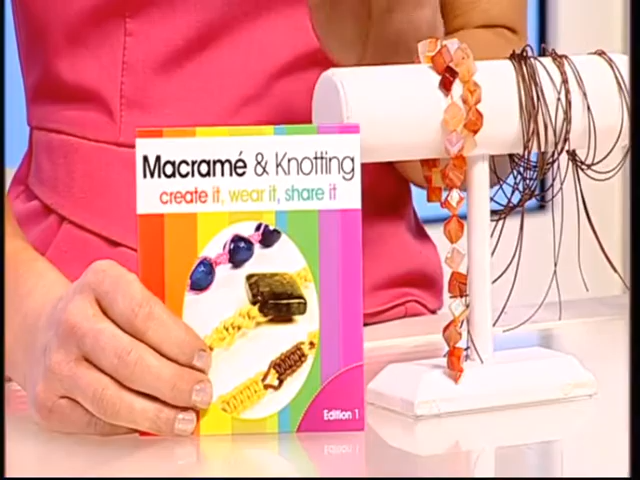 Macramé & Knotting
create it, wear it, share it
Edition 1